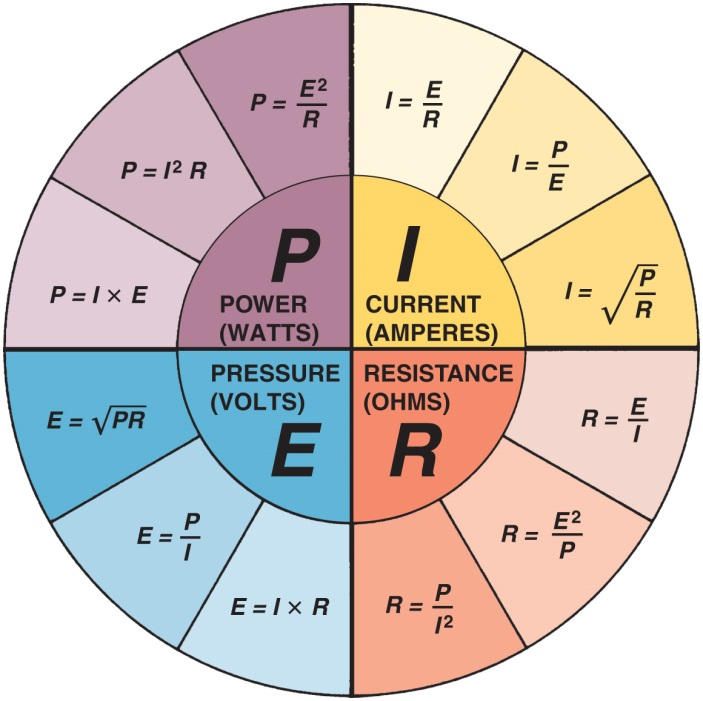 P = E²/R
I = E/R
P = I² R
I = P/E
P = I × E
I = √(P/R)
P
POWER
(WATTS)
I
CURRENT
(AMPERES)
PRESSURE
(VOLTS)
E
RESISTANCE
(OHMS)
R
E = √PR
R = E/I
E = P/I
R = E²/P
E = I × R
R = P/I²